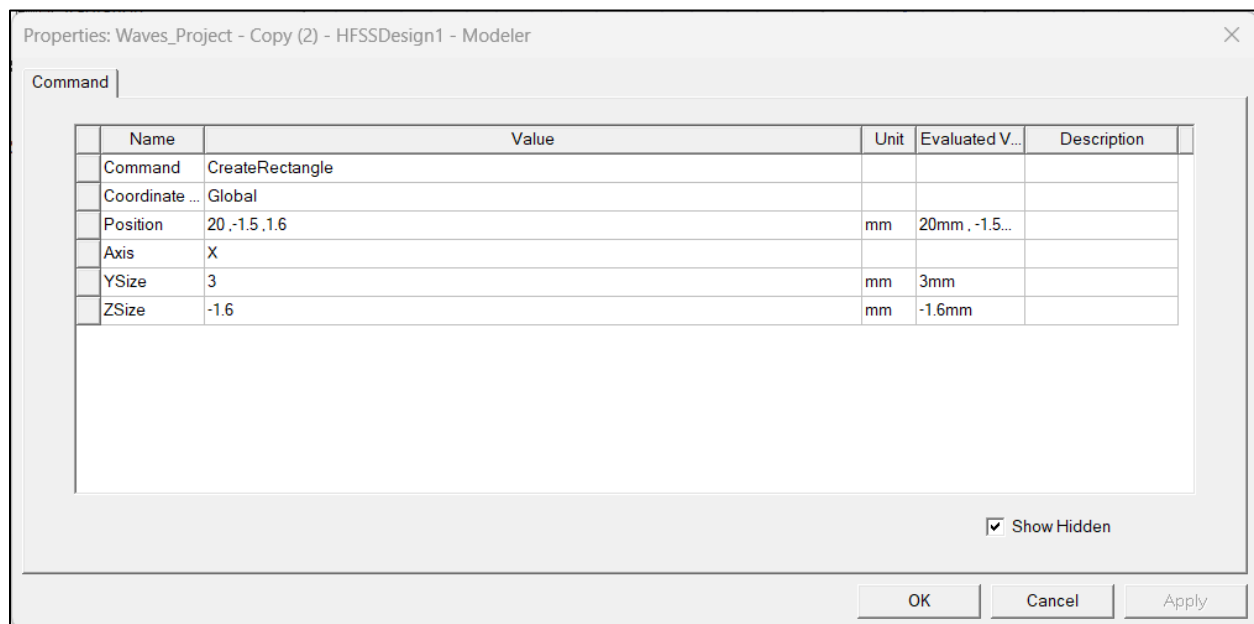 Properties: Waves_Project - Copy (2) - HFSSDesign1 - Modeler
Command
Name Value Unit Evaluated V... Description
Command CreateRectangle
Coordinate ... Global
Position 20 ,-1.5 ,1.6 mm 20mm , -1.5...
Axis X
YSize 3 mm 3mm
ZSize -1.6 mm -1.6mm
Show Hidden
OK Cancel Apply